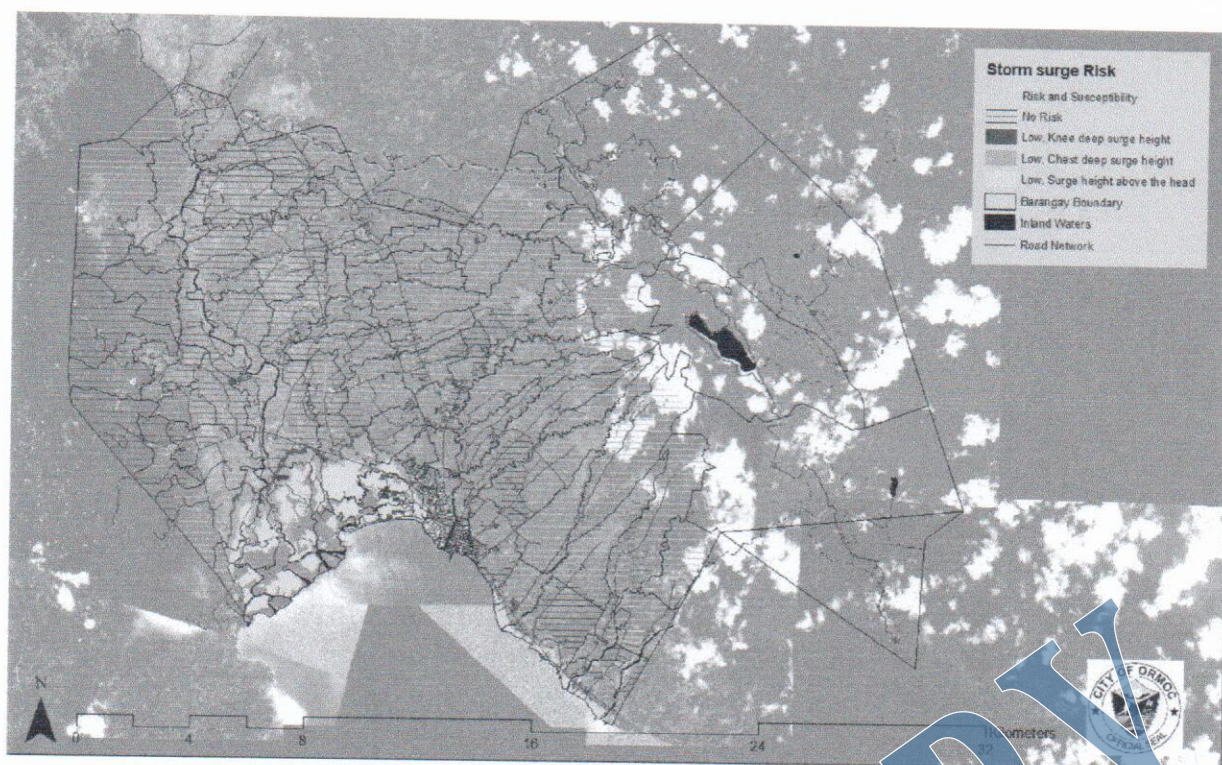 Storm surge Risk
Risk and Susceptibility
No Risk
Low, Knee deep surge height
Low, Chest deep surge height
Low, Surge height above the head
Barangay Boundary
Inland Waters
Road Network
N
0 4 8 16 24 32
Kilometers
CITY OF ORMOC
OFFICIAL SEAL
PY